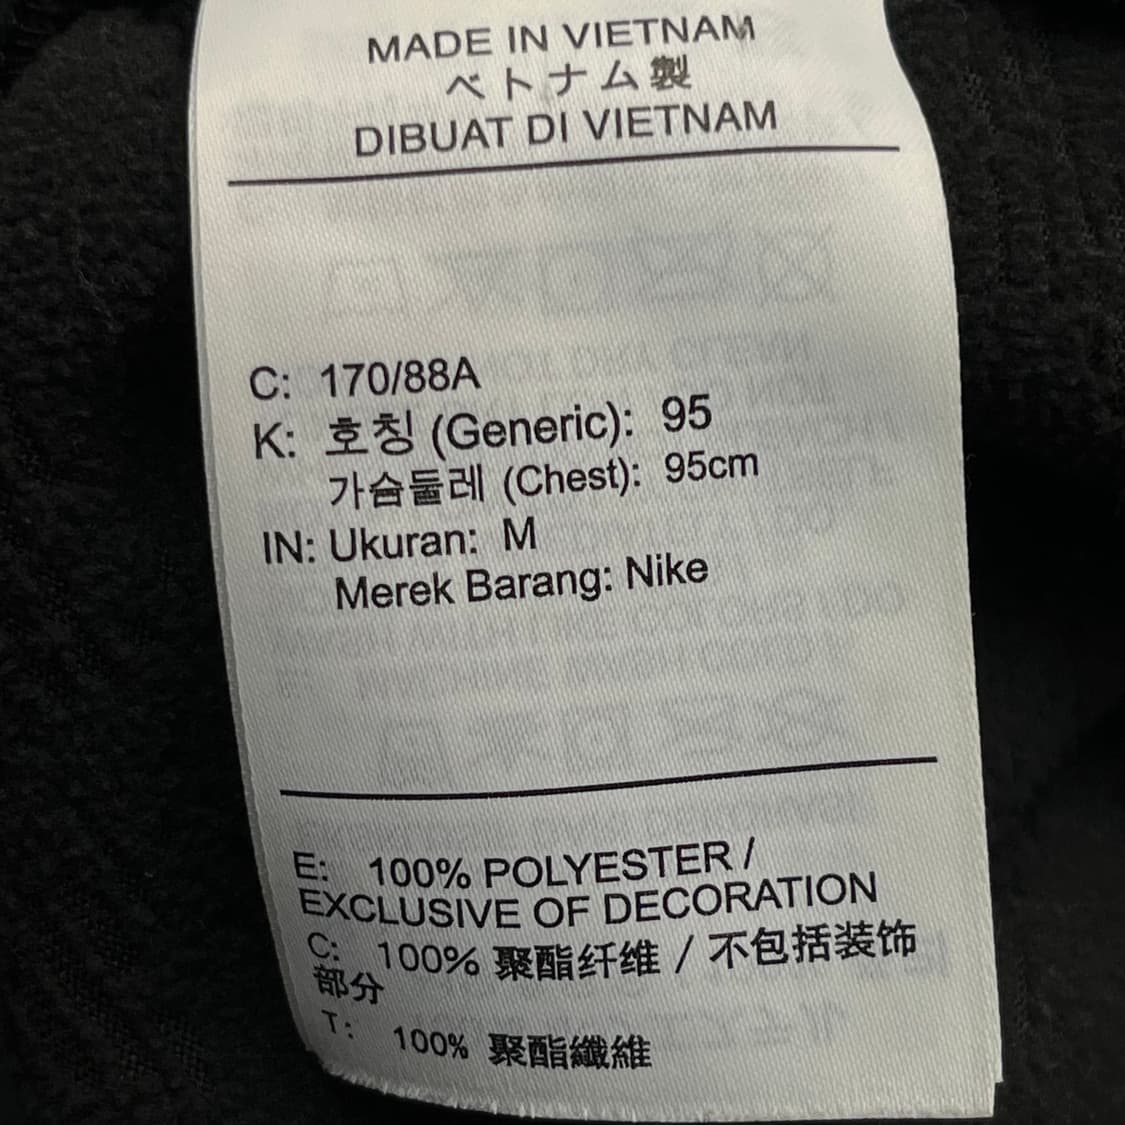 MADE IN VIETNAM
ベトナム製
DIBUAT DI VIETNAM
C: 170/88A
K: 호칭 (Generic): 95
가슴둘레 (Chest): 95cm
IN: Ukuran: M
Merek Barang: Nike
E: 100% POLYESTER /
EXCLUSIVE OF DECORATION
C: 100% 聚酯纤维 / 不包括装饰
部分
T: 100% 聚酯纖維